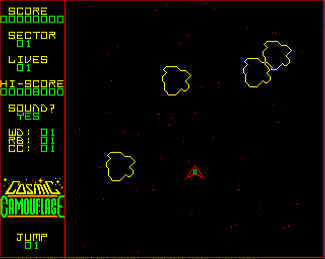 SCORE
00000000
SECTOR
01
LIVES
01
HI-SCORE
00008000
SOUND?
YES
WD: 01
RB: 01
CC: 01
COSMIC
CAMOUFLAGE
JUMP
01